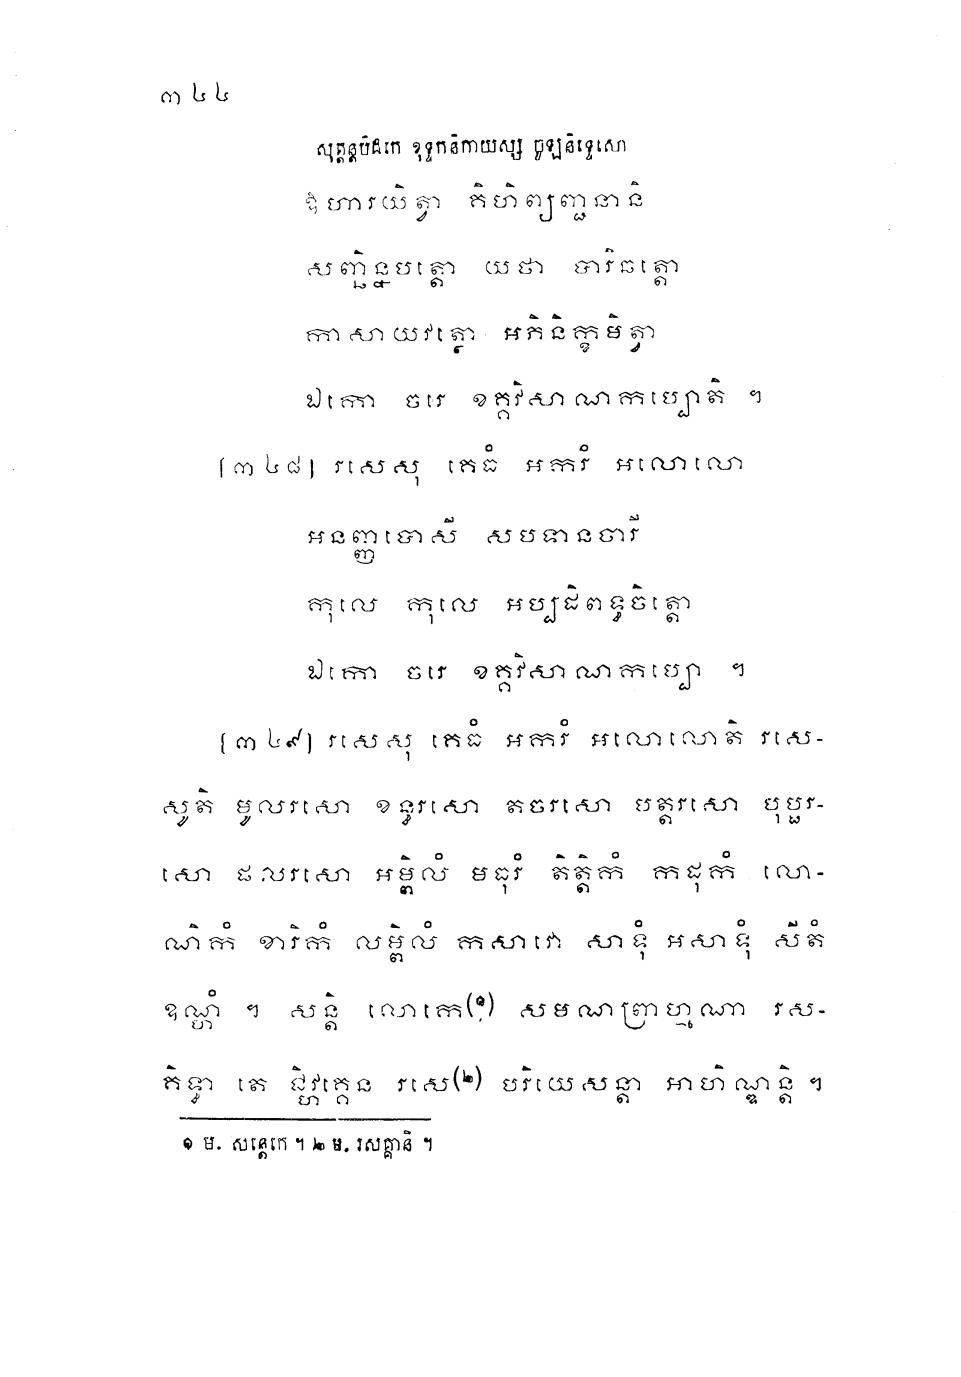 ៣៤៤
សុត្តន្តបិដកេ ខុទ្ទកនិកាយស្ស ចូឡនិទ្ទេសោ
ឱហារយិត្វា គិហិព្យញ្ជនានិ
សញ្ឆិន្នបត្តោ យថា បារិឆត្តោ
កាសាយវត្ថោ អភិនិក្ខមិត្វា
ឯកោ ចរេ ខគ្គវិសាណកប្បោតិ ។
[៣៤៨] រសេសុ គេធំ អករំ អលោលោ
អនញ្ញបោសី សបទានចារី
កុលេ កុលេ អប្បដិពទ្ធចិត្តោ
ឯកោ ចរេ ខគ្គវិសាណកប្បោ ។
[៣៤៩] រសេសុ គេធំ អករំ អលោលោតិ រសេ-
សូតិ មូលរសោ ខន្ធរសោ តចរសោ បត្តរសោ បុប្ផរ-
សោ ផលរសោ អម្ពិលំ មធុរំ តិត្តិកំ កដុកំ លោ-
ណិកំ ខារិកំ លម្ពិលំ កសាវោ សាទុំ អសាទុំ សីតំ
ឧណ្ហំ ។ សន្តិ លោកេ(១) សមណព្រាហ្មណា រស-
គិទ្ធា តេ ជិវ្ហគ្គេន រសេ(២) បរិយេសន្តា អាហិណ្ឌន្តិ ។
១ ម. សន្តេកេ ។ ២ ម. រសគ្គានិ ។